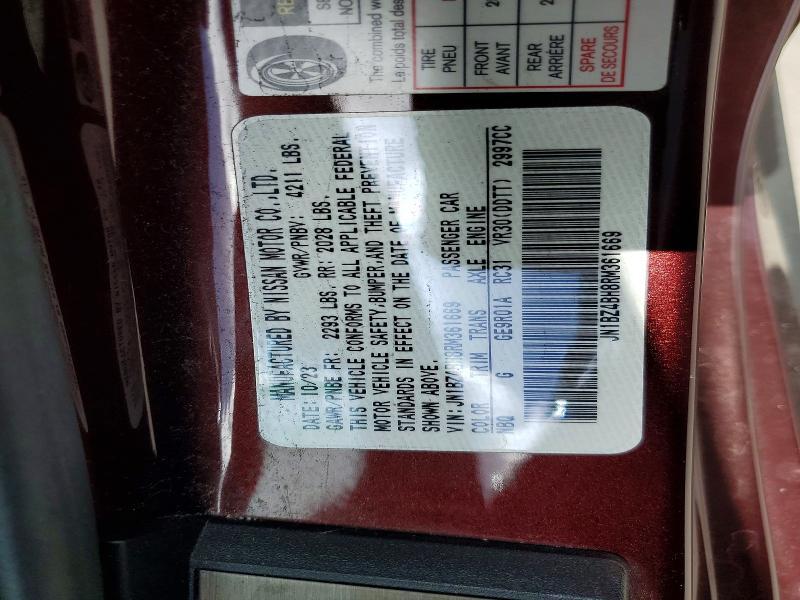 The combined we
Le poids total des
TIRE
PNEU
FRONT
AVANT
REAR
ARRIÈRE
SPARE
DE SECOURS
MANUFACTURED BY NISSAN MOTOR CO.,LTD.
DATE: 10/23 GVWR/PNBV: 4211 LBS.
GAWR/PNBE FR: 2293 LBS. RR: 2028 LBS.
THIS VEHICLE CONFORMS TO ALL APPLICABLE FEDERAL
MOTOR VEHICLE SAFETY,BUMPER,AND THEFT PREVENTION
STANDARDS IN EFFECT ON THE DATE OF MANUFACTURE
SHOWN ABOVE.
VIN:JN1BZ4BH8RM361669 PASSENGER CAR
COLOR TRIM TRANS AXLE ENGINE
NBQ G GE9R01A RC31 VR30(DDTT) 2997CC
JN1BZ4BH8RM361669